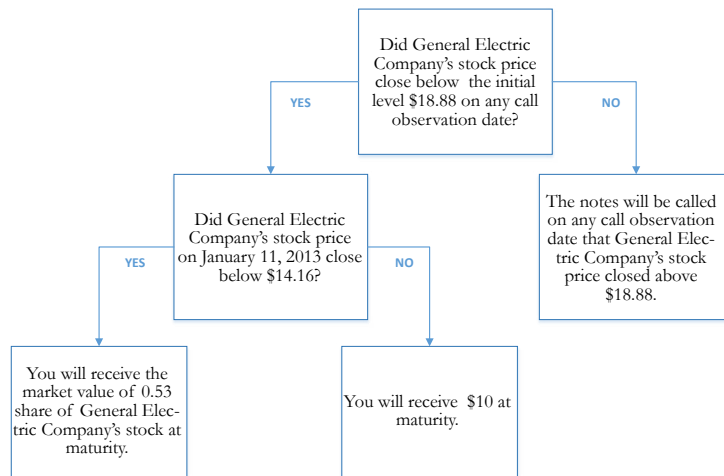 Did General Electric
Company's stock price
close below the initial
level $18.88 on any call
observation date?
YES
NO
Did General Electric
Company's stock price
on January 11, 2013 close
below $14.16?
The notes will be called
on any call observation
date that General Elec-
tric Company's stock
price closed above
$18.88.
YES
NO
You will receive the
market value of 0.53
share of General Elec-
tric Company's stock at
maturity.
You will receive $10 at
maturity.